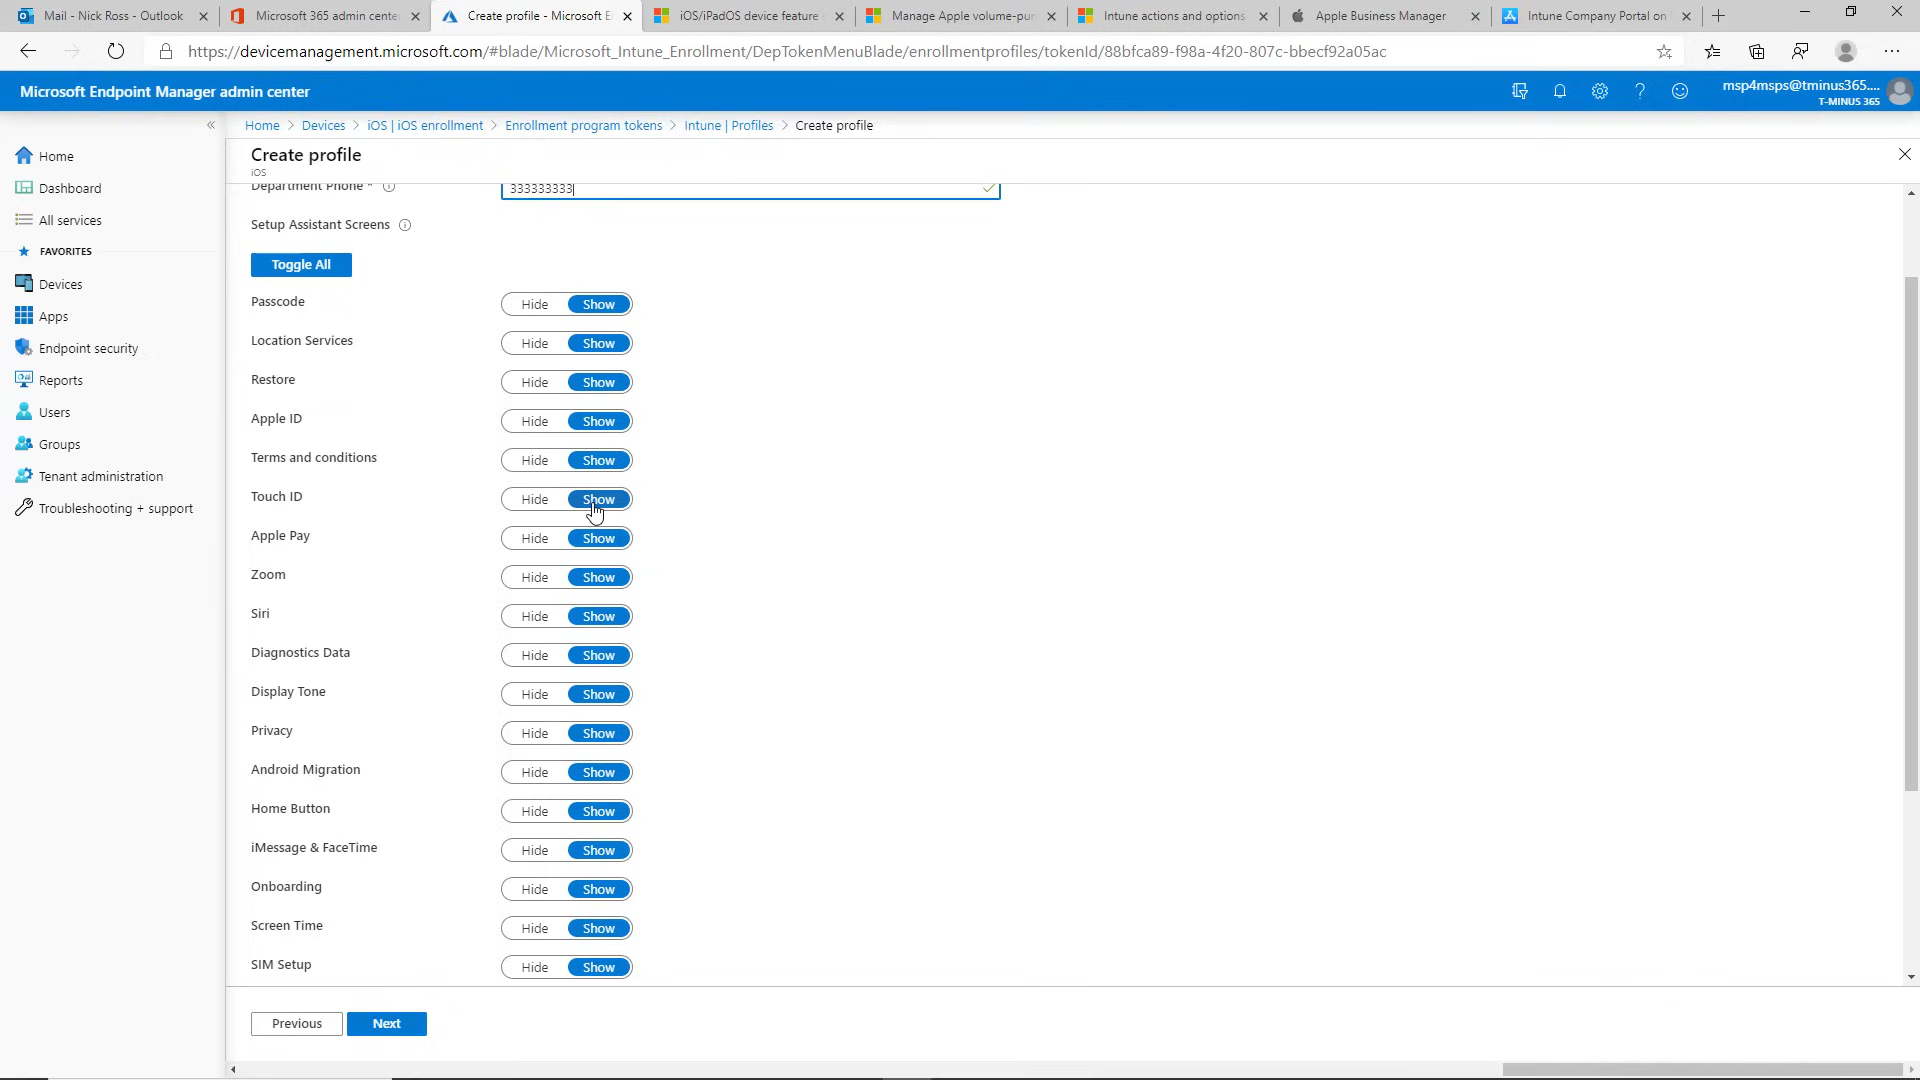 Mail - Nick Ross - Outlook
Microsoft 365 admin center
Create profile - Microsoft E
iOS/iPadOS device feature
Manage Apple volume-pur
Intune actions and options
Apple Business Manager
Intune Company Portal on
https://devicemanagement.microsoft.com/#blade/Microsoft_Intune_Enrollment/DepTokenMenuBlade/enrollmentprofiles/tokenId/88bfca89-f98a-4f20-807c-bbecf92a05ac
Microsoft Endpoint Manager admin center
msp4msps@tminus365....
T-MINUS 365
Home > Devices > iOS | iOS enrollment > Enrollment program tokens > Intune | Profiles > Create profile
Home
Dashboard
All services
FAVORITES
Devices
Apps
Endpoint security
Reports
Users
Groups
Tenant administration
Troubleshooting + support
Create profile
iOS
Department Phone *
333333333
Setup Assistant Screens
Toggle All
Passcode Hide Show
Location Services Hide Show
Restore Hide Show
Apple ID Hide Show
Terms and conditions Hide Show
Touch ID Hide Show
Apple Pay Hide Show
Zoom Hide Show
Siri Hide Show
Diagnostics Data Hide Show
Display Tone Hide Show
Privacy Hide Show
Android Migration Hide Show
Home Button Hide Show
iMessage & FaceTime Hide Show
Onboarding Hide Show
Screen Time Hide Show
SIM Setup Hide Show
Previous Next